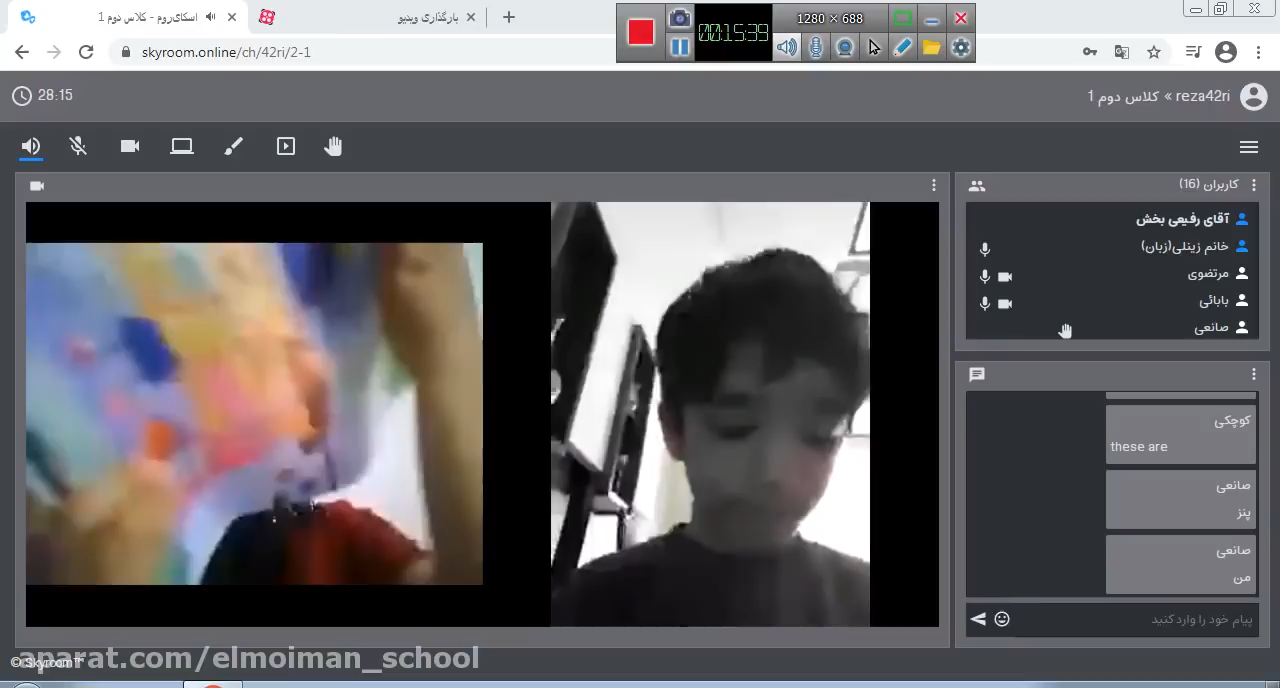 اسکای‌روم - کلاس دوم 1
بارگذاری ویدیو
1280 × 688
00:15:39
skyroom.online/ch/42ri/2-1
28:15
reza42ri » کلاس دوم 1
کاربران (16)
آقای رفیعی بخش
خانم زینلی(زبان)
مرتضوی
بابائی
صانعی
کوچکی
these are
صانعی
پنز
صانعی
من
پیام خود را وارد کنید
© Skyroom™
aparat.com/elmoiman_school